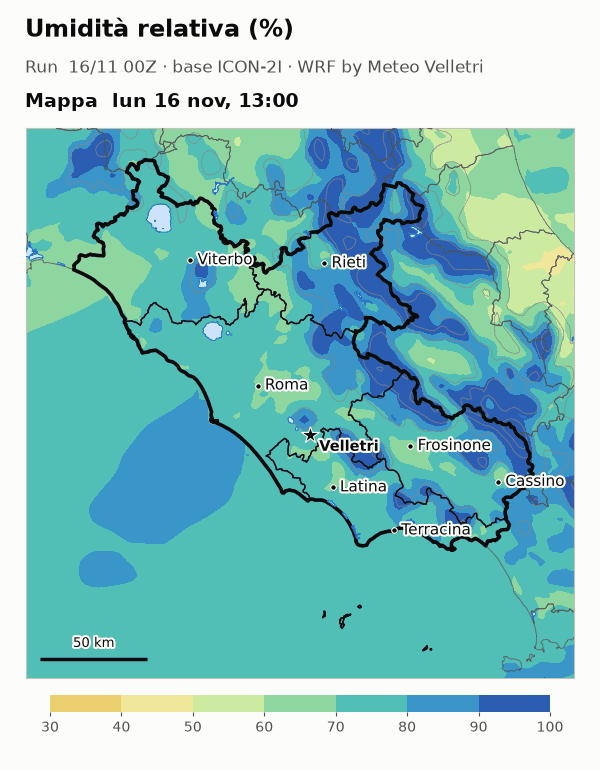 Umidità relativa (%)
Run  16/11 00Z · base ICON-2I · WRF by Meteo Velletri
Mappa  lun 16 nov, 13:00
Viterbo
Rieti
Roma
Velletri
Frosinone
Cassino
Latina
Terracina
50 km
30 40 50 60 70 80 90 100